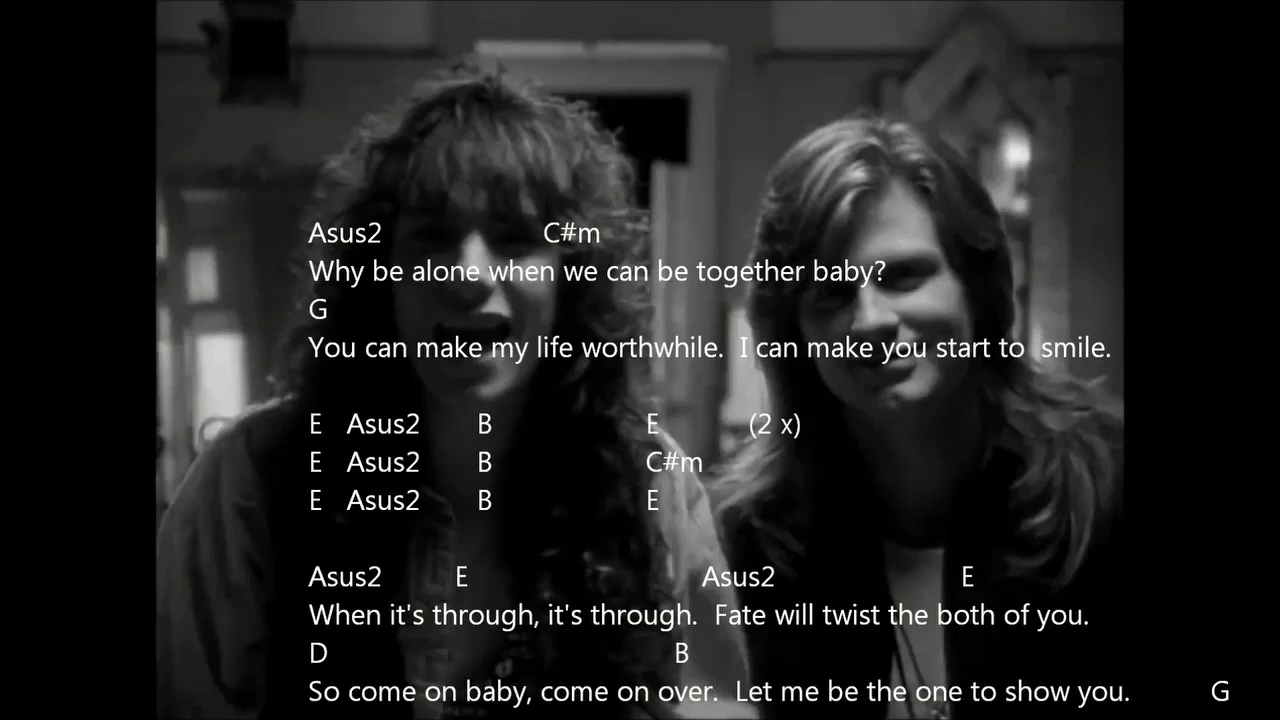 Asus2 C#m
Why be alone when we can be together baby?
G
You can make my life worthwhile. I can make you start to smile.
E Asus2 B E (2 x)
E Asus2 B C#m
E Asus2 B E
Asus2 E Asus2 E
When it's through, it's through. Fate will twist the both of you.
D B
So come on baby, come on over. Let me be the one to show you. G